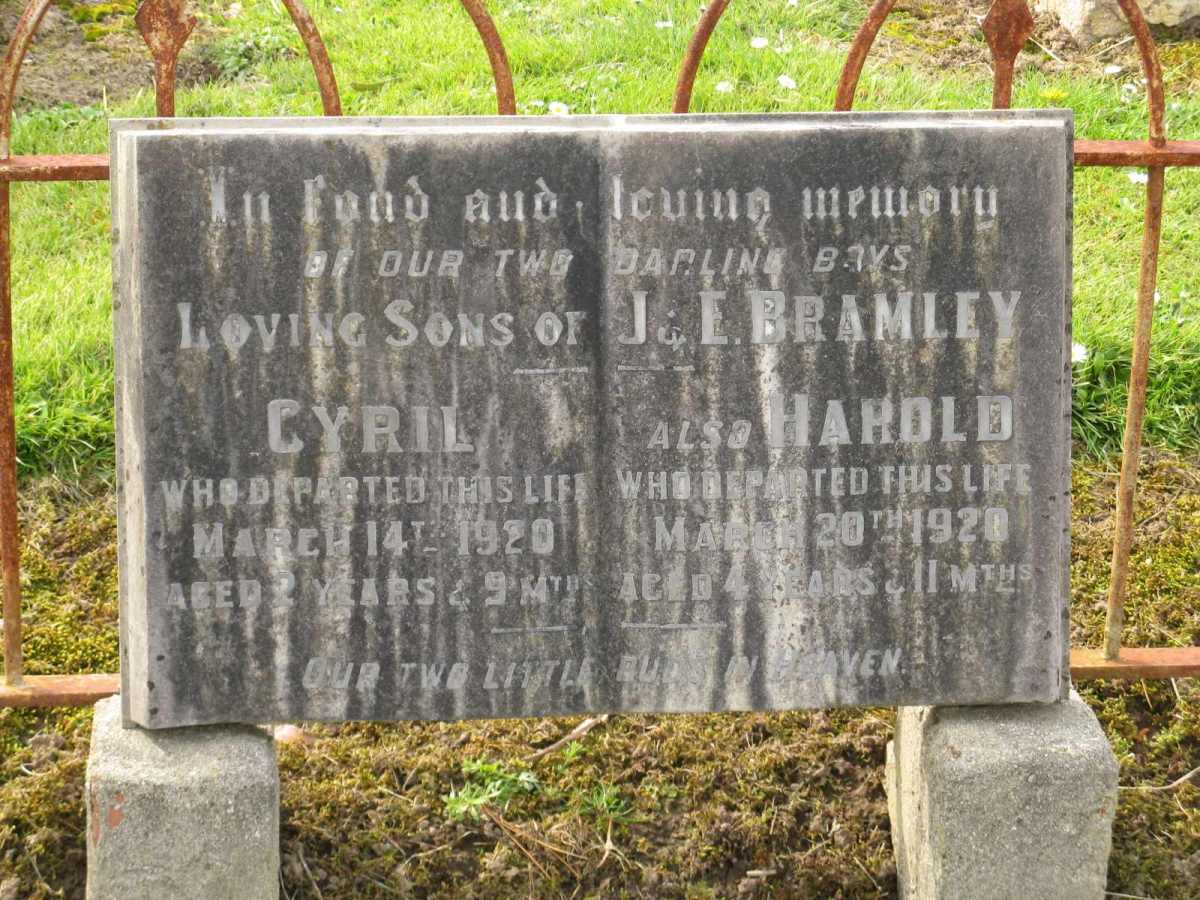 In fond and loving memory
OF OUR TWO DARLING BOYS
LOVING SONS OF J & E. BRAMLEY
CYRIL
WHO DEPARTED THIS LIFE
MARCH 14TH 1920
AGED 2 YEARS & 9 MTHS
ALSO HAROLD
WHO DEPARTED THIS LIFE
MARCH 20TH 1920
AGED 4 YEARS & 11 MTHS
OUR TWO LITTLE BUDS IN HEAVEN.